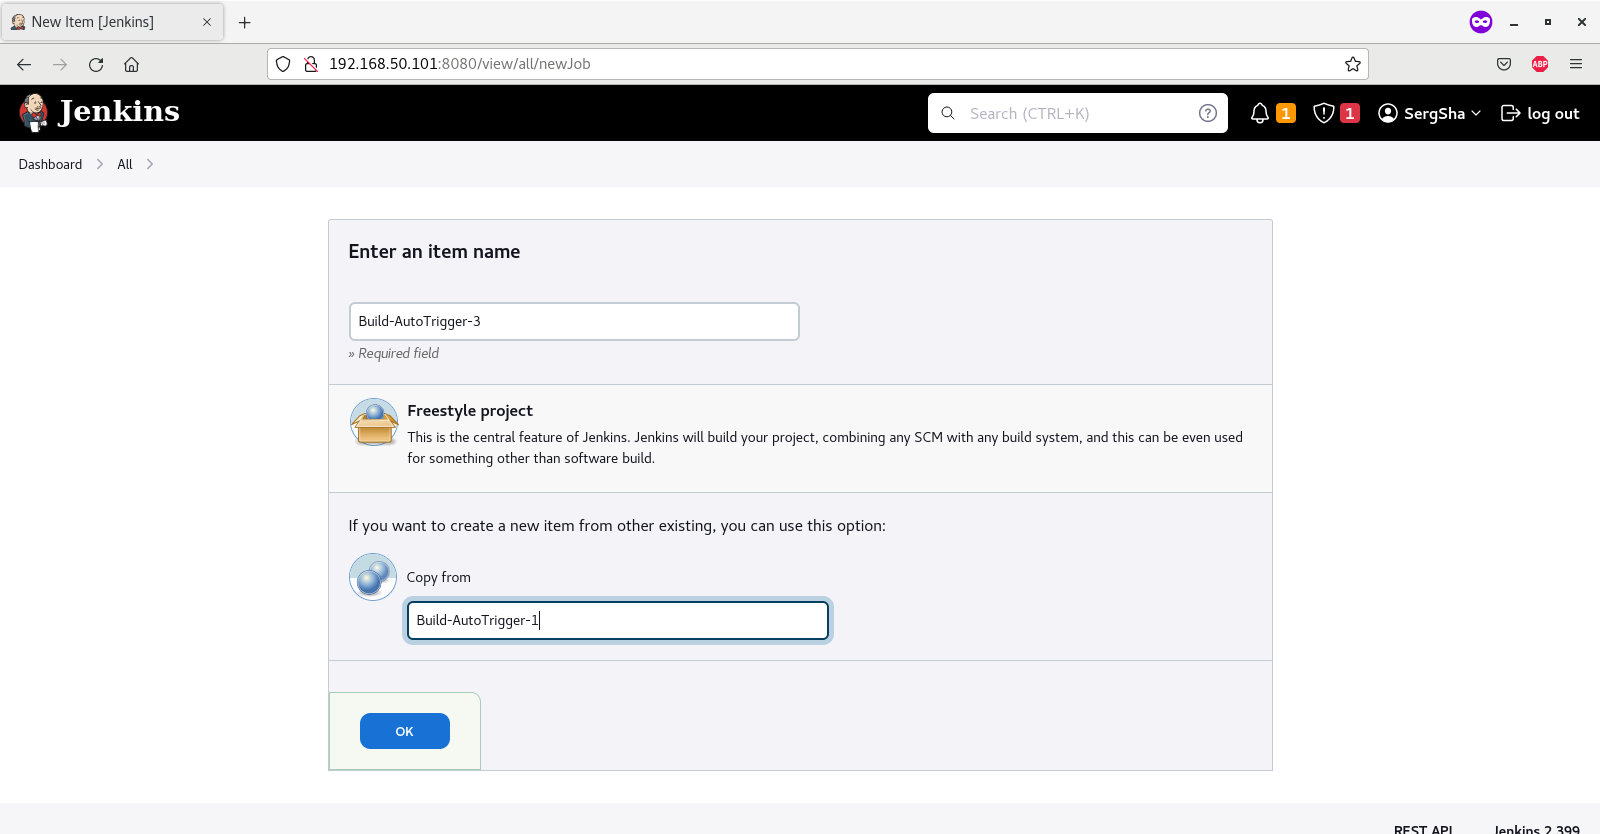 New Item [Jenkins]
192.168.50.101:8080/view/all/newJob
ABP
Jenkins
Search (CTRL+K)
?
1
1
SergSha
log out
Dashboard
All
Enter an item name
Build-AutoTrigger-3
» Required field
Freestyle project
This is the central feature of Jenkins. Jenkins will build your project, combining any SCM with any build system, and this can be even used
for something other than software build.
If you want to create a new item from other existing, you can use this option:
Copy from
Build-AutoTrigger-1
OK
REST API
Jenkins 2.399